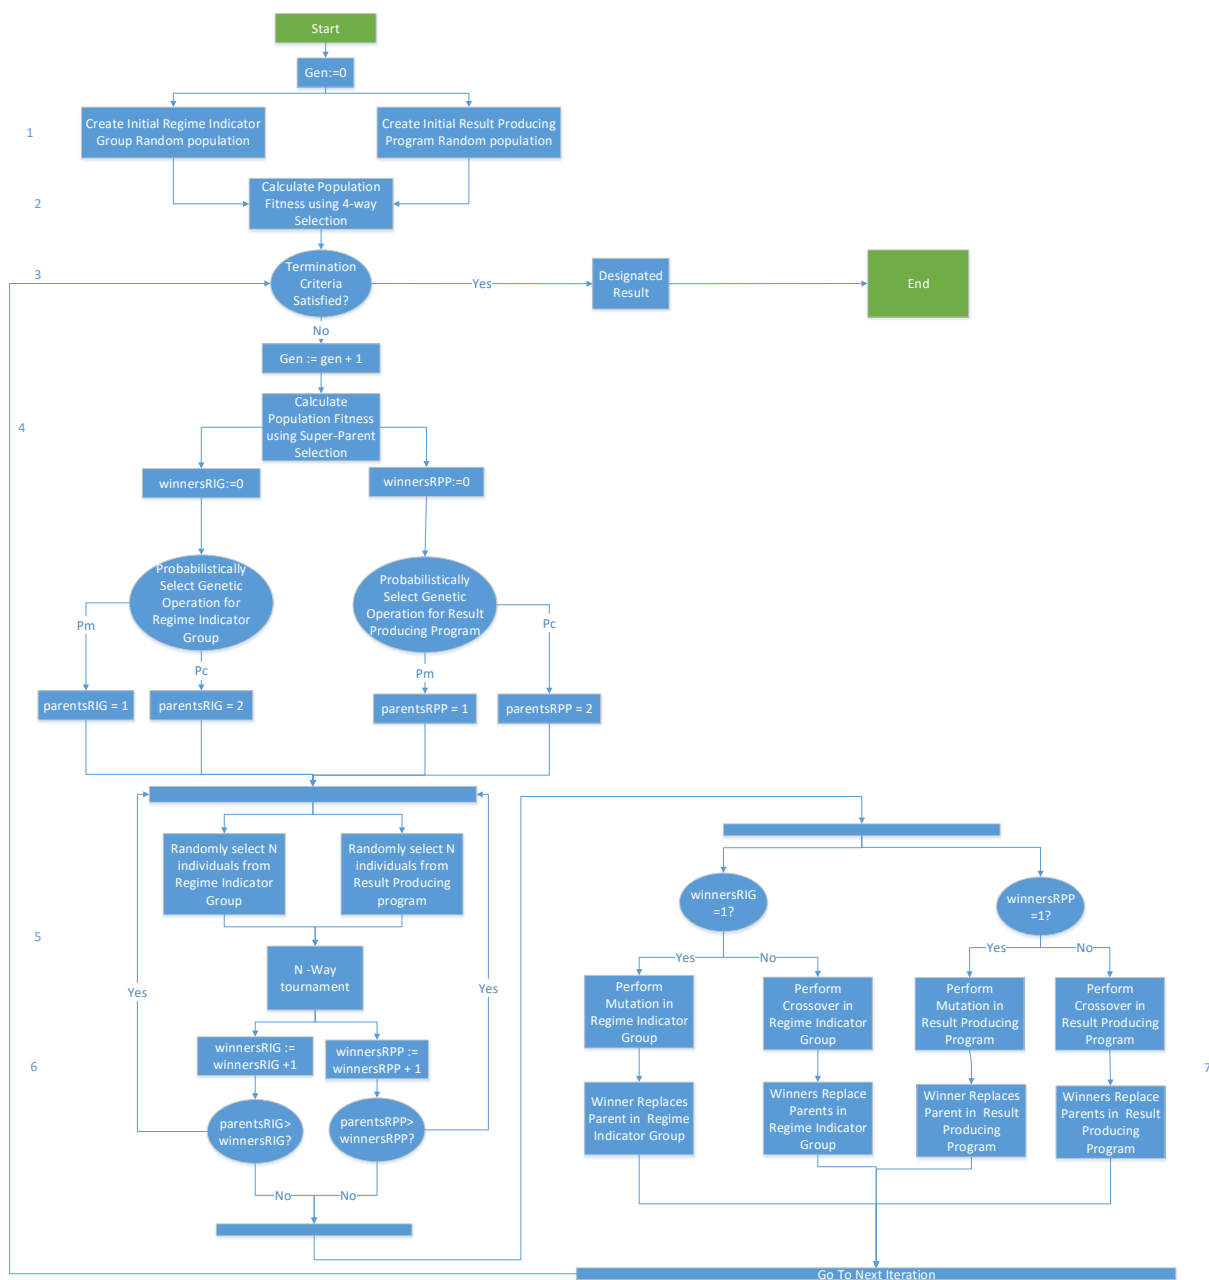 Start
Gen:=0
1
Create Initial Regime Indicator
Group Random population
Create Initial Result Producing
Program Random population
2
Calculate Population
Fitness using 4-way
Selection
3
Termination
Criteria
Satisfied?
Yes
Designated
Result
End
No
Gen := gen + 1
4
Calculate
Population Fitness
using Super-Parent
Selection
winnersRIG:=0
winnersRPP:=0
Probabilistically
Select Genetic
Operation for
Regime Indicator
Group
Probabilistically
Select Genetic
Operation for Result
Producing Program
Pm
Pc
Pm
Pc
parentsRIG = 1
parentsRIG = 2
parentsRPP = 1
parentsRPP = 2
Randomly select N
individuals from
Regime Indicator
Group
Randomly select N
individuals from
Result Producing
program
5
N -Way
tournament
Yes
Yes
winnersRIG :=
winnersRIG +1
winnersRPP :=
winnersRPP + 1
6
parentsRIG>
winnersRIG?
parentsRPP>
winnersRPP?
No
No
winnersRIG
=1?
winnersRPP
=1?
Yes
No
Yes
No
Perform
Mutation in
Regime Indicator
Group
Perform
Crossover in
Regime Indicator
Group
Perform
Mutation in
Result Producing
Program
Perform
Crossover in
Result Producing
Program
7
Winner Replaces
Parent in Regime
Indicator Group
Winners Replace
Parents in
Regime Indicator
Group
Winner Replaces
Parent in Result
Producing
Program
Winners Replace
Parents in Result
Producing
Program
Go To Next Iteration